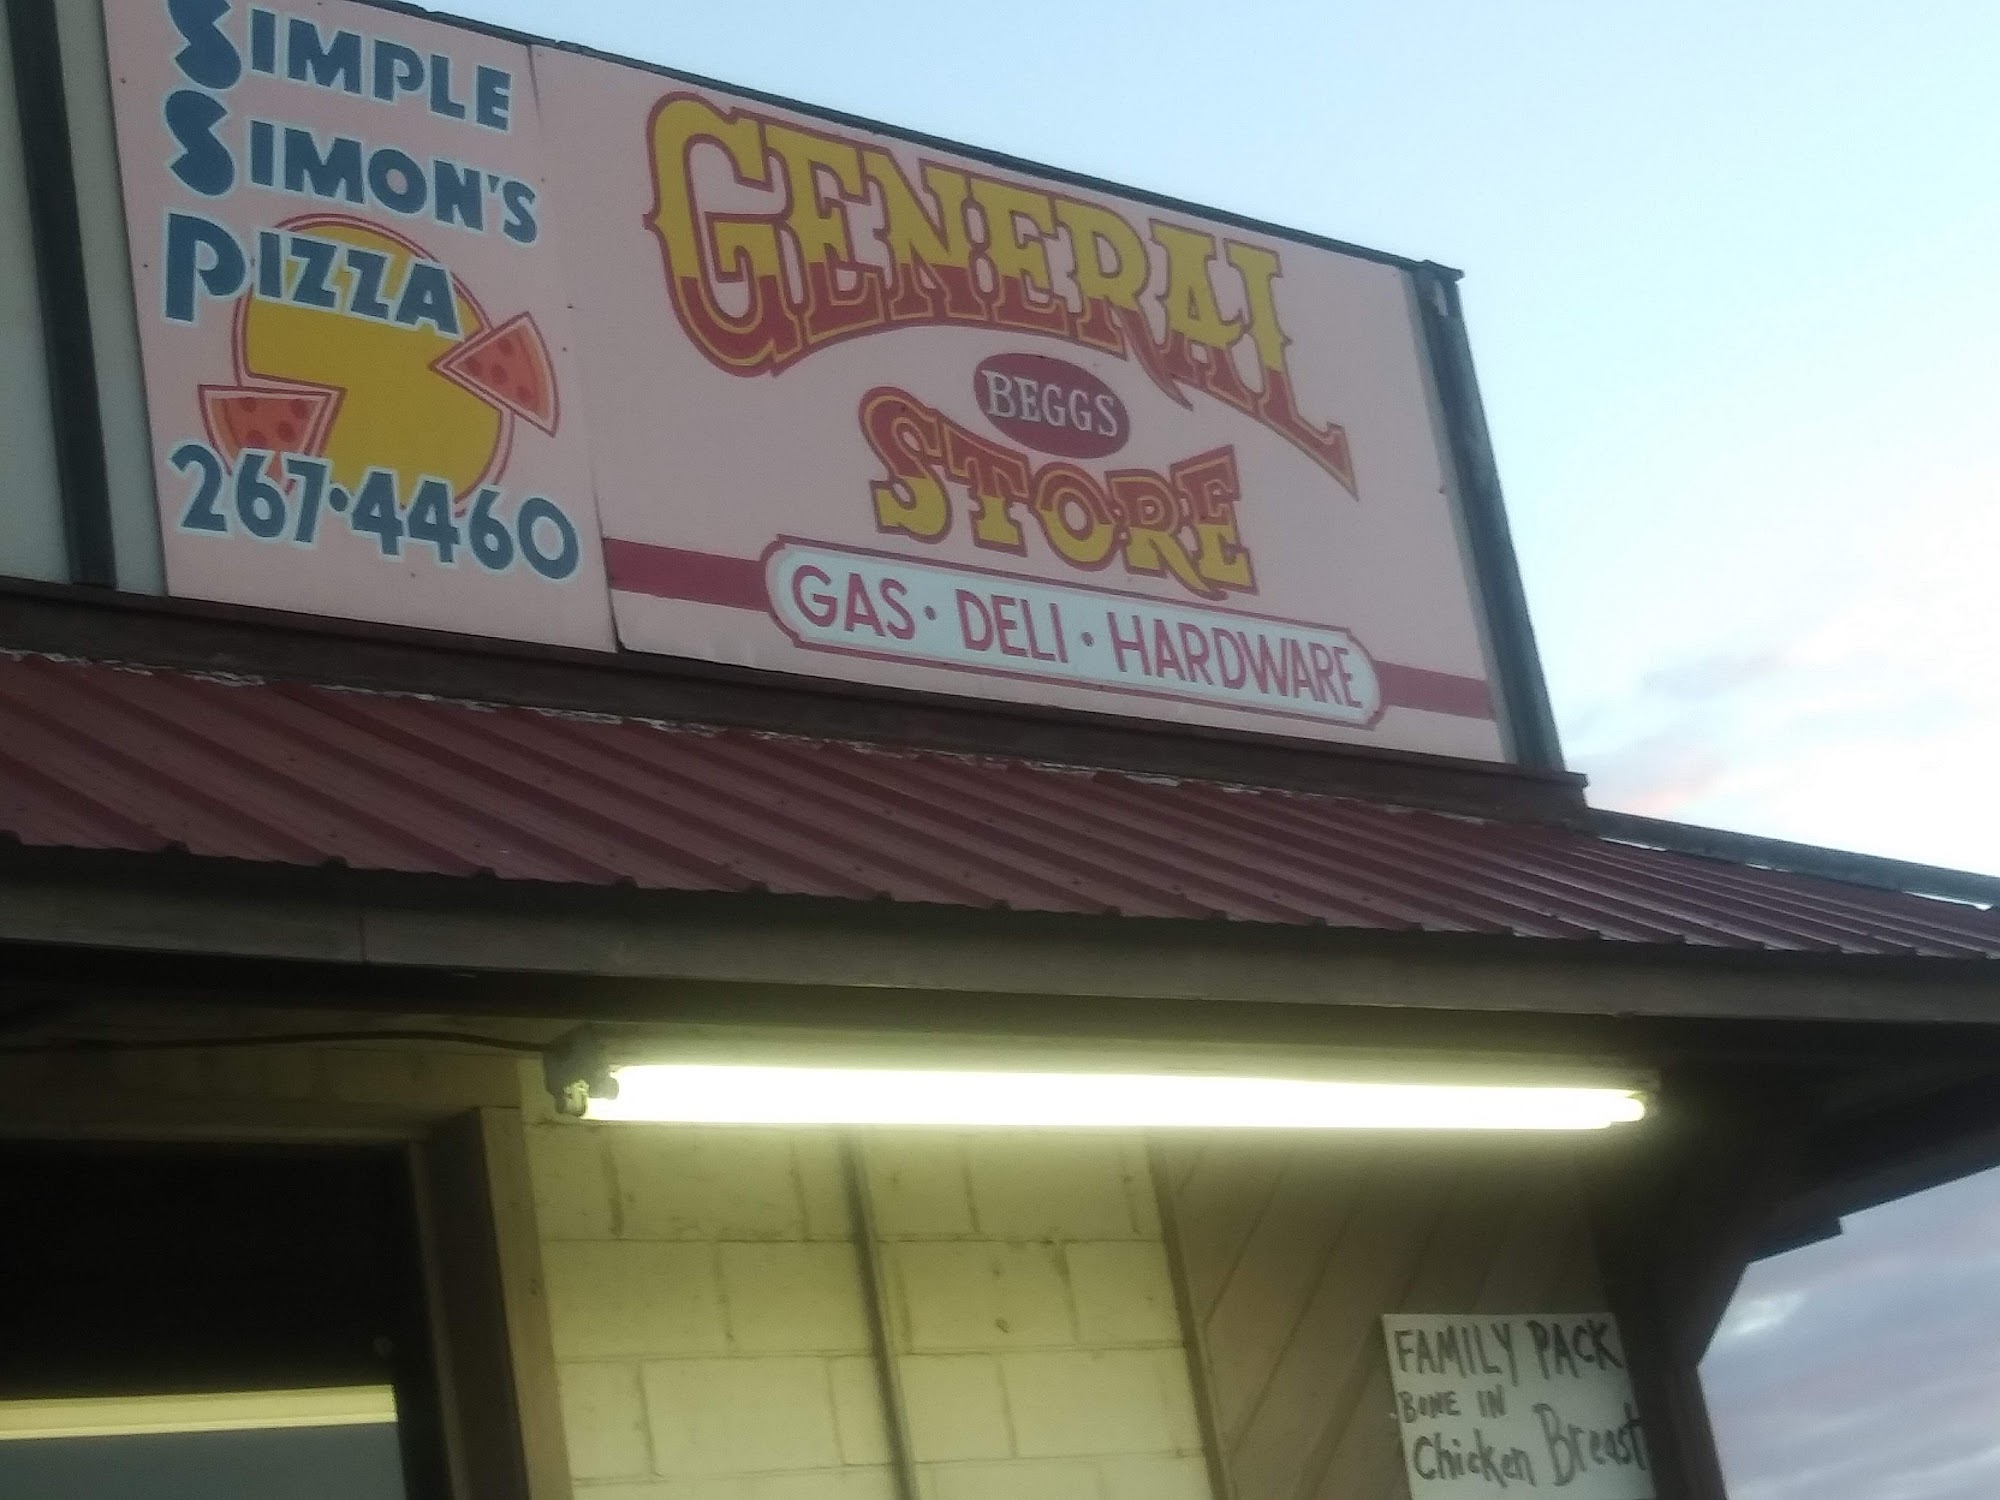 SIMPLE
SIMON'S
PIZZA
267·4460
GENERAL
BEGGS
STORE
GAS · DELI · HARDWARE
FAMILY PACK
BONE IN
Chicken Breast